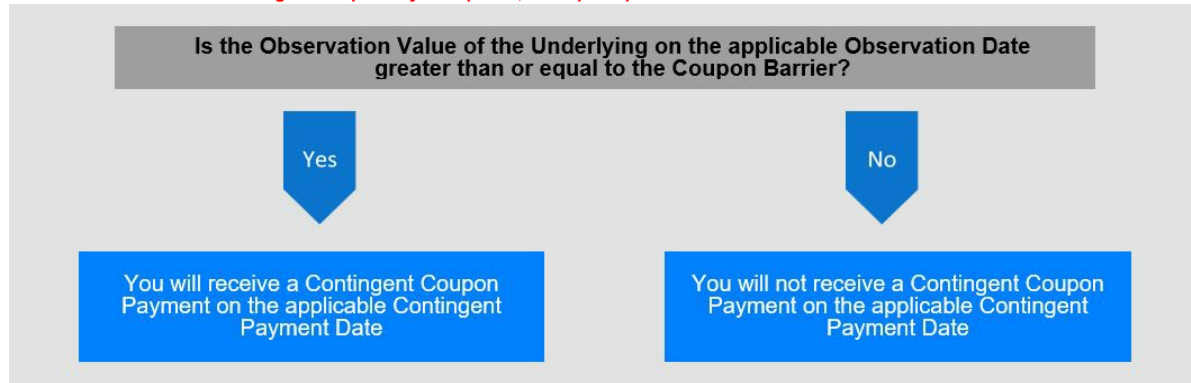 Is the Observation Value of the Underlying on the applicable Observation Date
greater than or equal to the Coupon Barrier?
Yes
No
You will receive a Contingent Coupon
Payment on the applicable Contingent
Payment Date
You will not receive a Contingent Coupon
Payment on the applicable Contingent
Payment Date